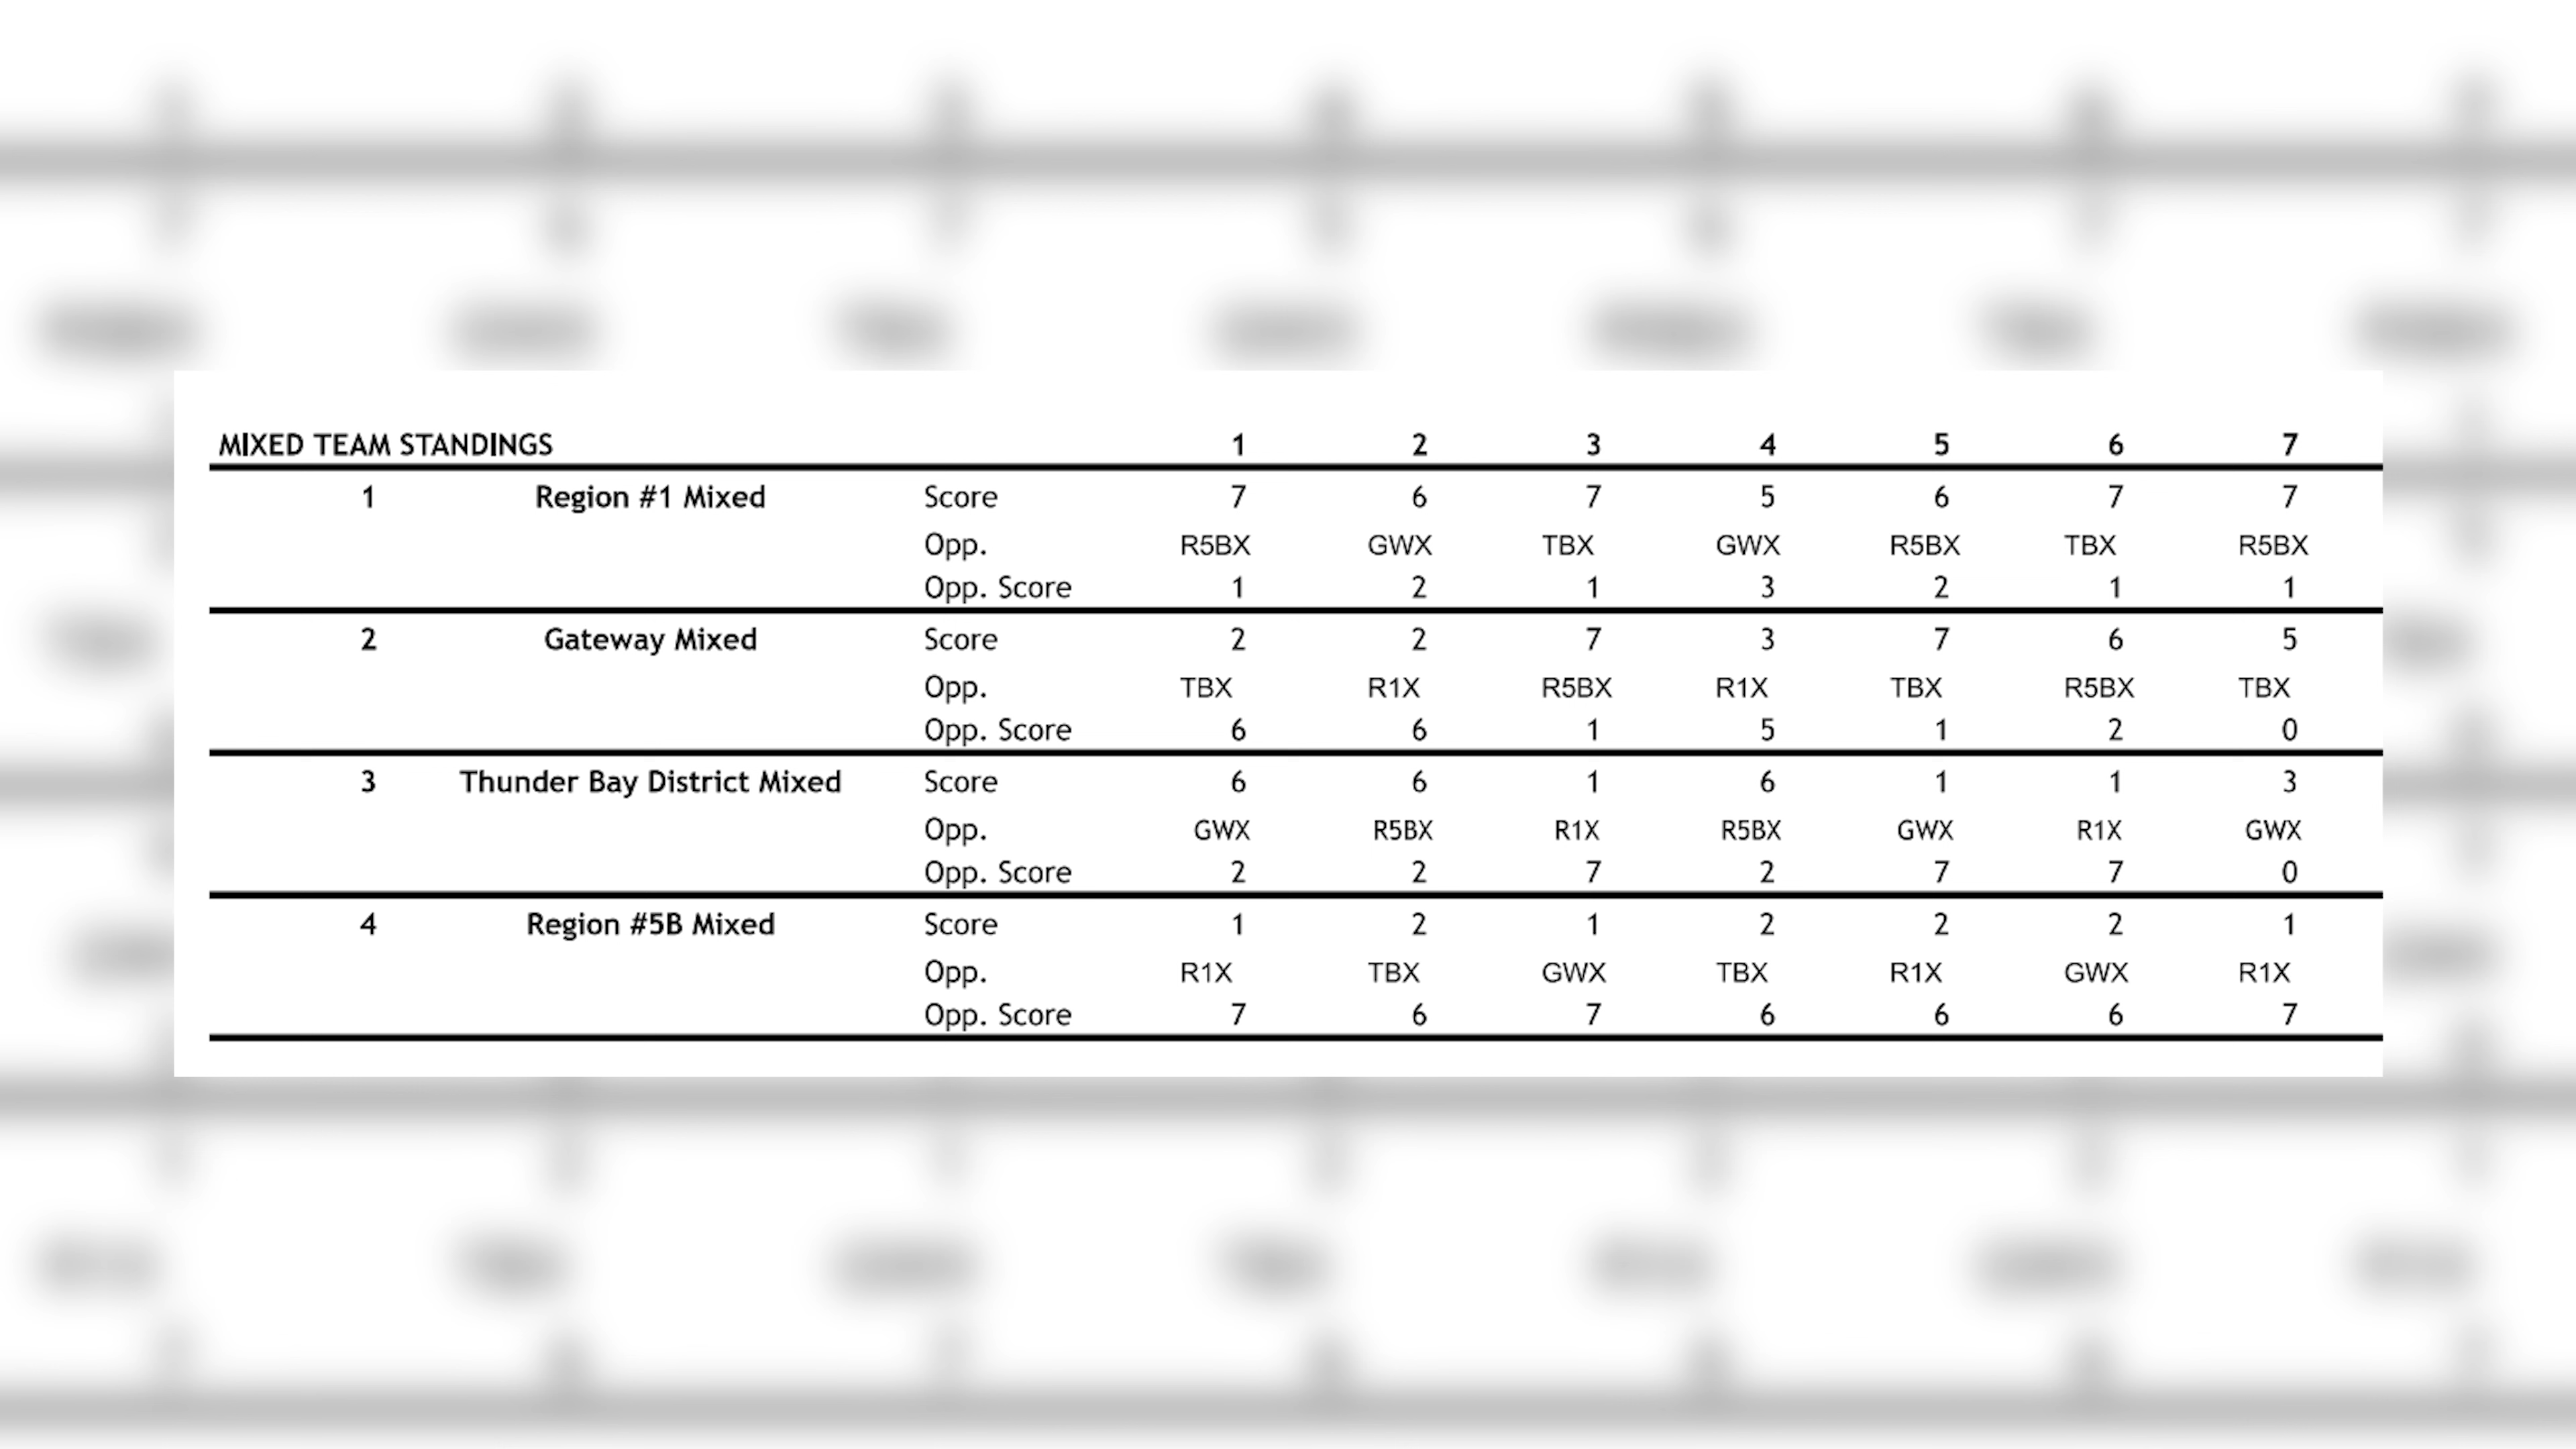 MIXED TEAM STANDINGS 1 2 3 4 5 6 7
1 Region #1 Mixed Score 7 6 7 5 6 7 7
Opp. R5BX GWX TBX GWX R5BX TBX R5BX
Opp. Score 1 2 1 3 2 1 1
2 Gateway Mixed Score 2 2 7 3 7 6 5
Opp. TBX R1X R5BX R1X TBX R5BX TBX
Opp. Score 6 6 1 5 1 2 0
3 Thunder Bay District Mixed Score 6 6 1 6 1 1 3
Opp. GWX R5BX R1X R5BX GWX R1X GWX
Opp. Score 2 2 7 2 7 7 0
4 Region #5B Mixed Score 1 2 1 2 2 2 1
Opp. R1X TBX GWX TBX R1X GWX R1X
Opp. Score 7 6 7 6 6 6 7